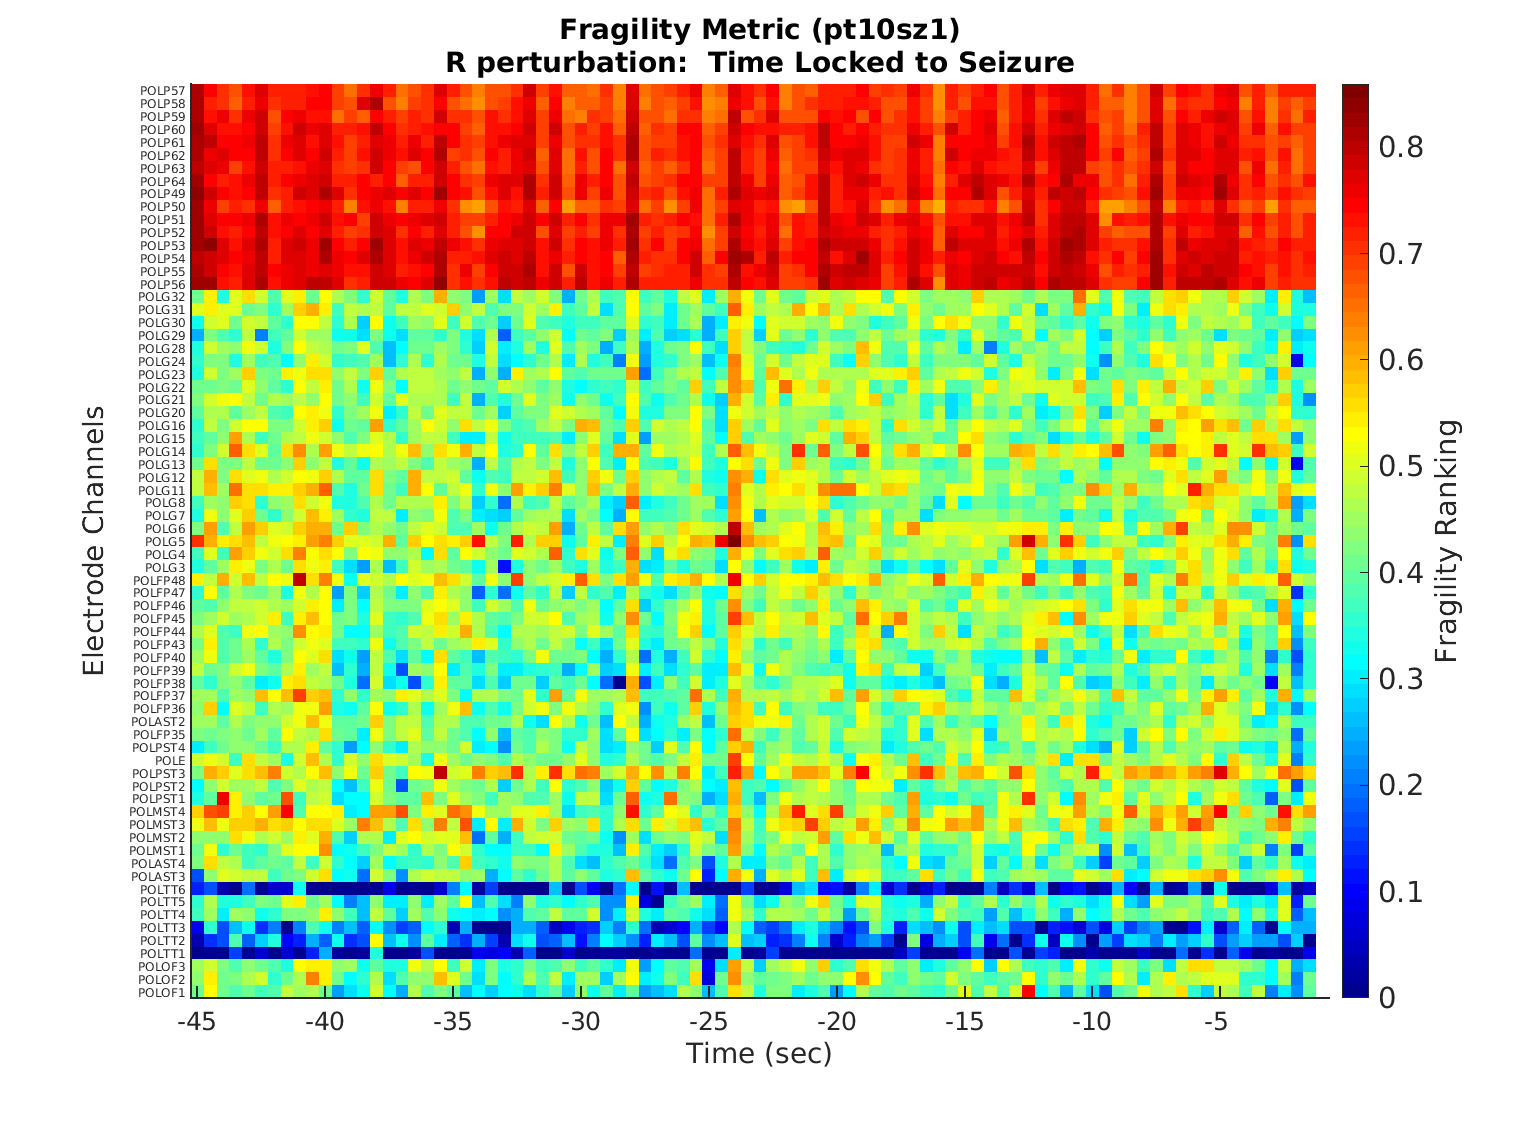 Fragility Metric (pt10sz1)
R perturbation:  Time Locked to Seizure
POLP57
POLP58
POLP59
POLP60
POLP61
POLP62
POLP63
POLP64
POLP49
POLP50
POLP51
POLP52
POLP53
POLP54
POLP55
POLP56
POLG32
POLG31
POLG30
POLG29
POLG28
POLG24
POLG23
POLG22
POLG21
POLG20
POLG16
POLG15
POLG14
POLG13
POLG12
POLG11
POLG8
POLG7
POLG6
POLG5
POLG4
POLG3
POLFP48
POLFP47
POLFP46
POLFP45
POLFP44
POLFP43
POLFP40
POLFP39
POLFP38
POLFP37
POLFP36
POLAST2
POLFP35
POLPST4
POLE
POLPST3
POLPST2
POLPST1
POLMST4
POLMST3
POLMST2
POLMST1
POLAST4
POLAST3
POLTT6
POLTT5
POLTT4
POLTT3
POLTT2
POLTT1
POLOF3
POLOF2
POLOF1
Electrode Channels
-45 -40 -35 -30 -25 -20 -15 -10 -5
Time (sec)
0.8
0.7
0.6
0.5
0.4
0.3
0.2
0.1
0
Fragility Ranking